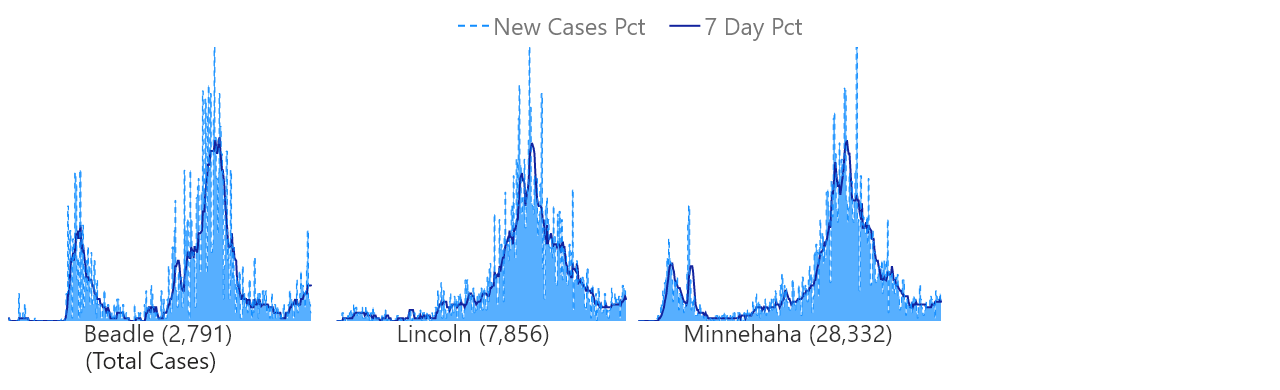 New Cases Pct 7 Day Pct
Beadle (2,791) Lincoln (7,856) Minnehaha (28,332)
(Total Cases)